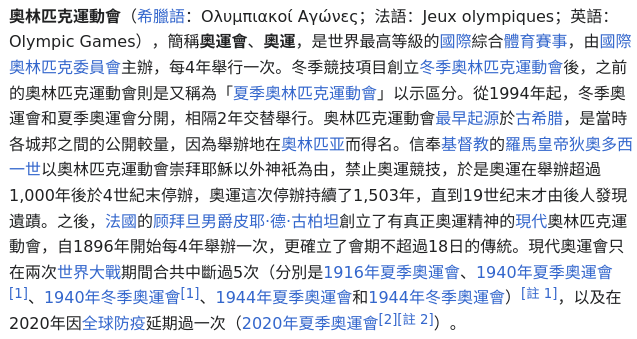 奧林匹克運動會（希臘語：Ολυμπιακοί Αγώνες；法語：Jeux olympiques；英語：
Olympic Games），簡稱奧運會、奧運，是世界最高等級的國際綜合體育賽事，由國際
奧林匹克委員會主辦，每4年舉行一次。冬季競技項目創立冬季奧林匹克運動會後，之前
的奧林匹克運動會則是又稱為「夏季奧林匹克運動會」以示區分。從1994年起，冬季奧
運會和夏季奧運會分開，相隔2年交替舉行。奧林匹克運動會最早起源於古希腊，是當時
各城邦之間的公開較量，因為舉辦地在奧林匹亚而得名。信奉基督教的羅馬皇帝狄奧多西
一世以奧林匹克運動會崇拜耶穌以外神衹為由，禁止奧運競技，於是奧運在舉辦超過
1,000年後於4世紀末停辦，奧運這次停辦持續了1,503年，直到19世纪末才由後人發現
遺蹟。之後，法國的顾拜旦男爵皮耶·德·古柏坦創立了有真正奧運精神的現代奧林匹克運
動會，自1896年開始每4年舉辦一次，更確立了會期不超過18日的傳統。現代奧運會只
在兩次世界大戰期間合共中斷過5次（分別是1916年夏季奧運會、1940年夏季奧運會
[1]、1940年冬季奧運會[1]、1944年夏季奧運會和1944年冬季奧運會）[註 1]，以及在
2020年因全球防疫延期過一次（2020年夏季奧運會[2][註 2]）。